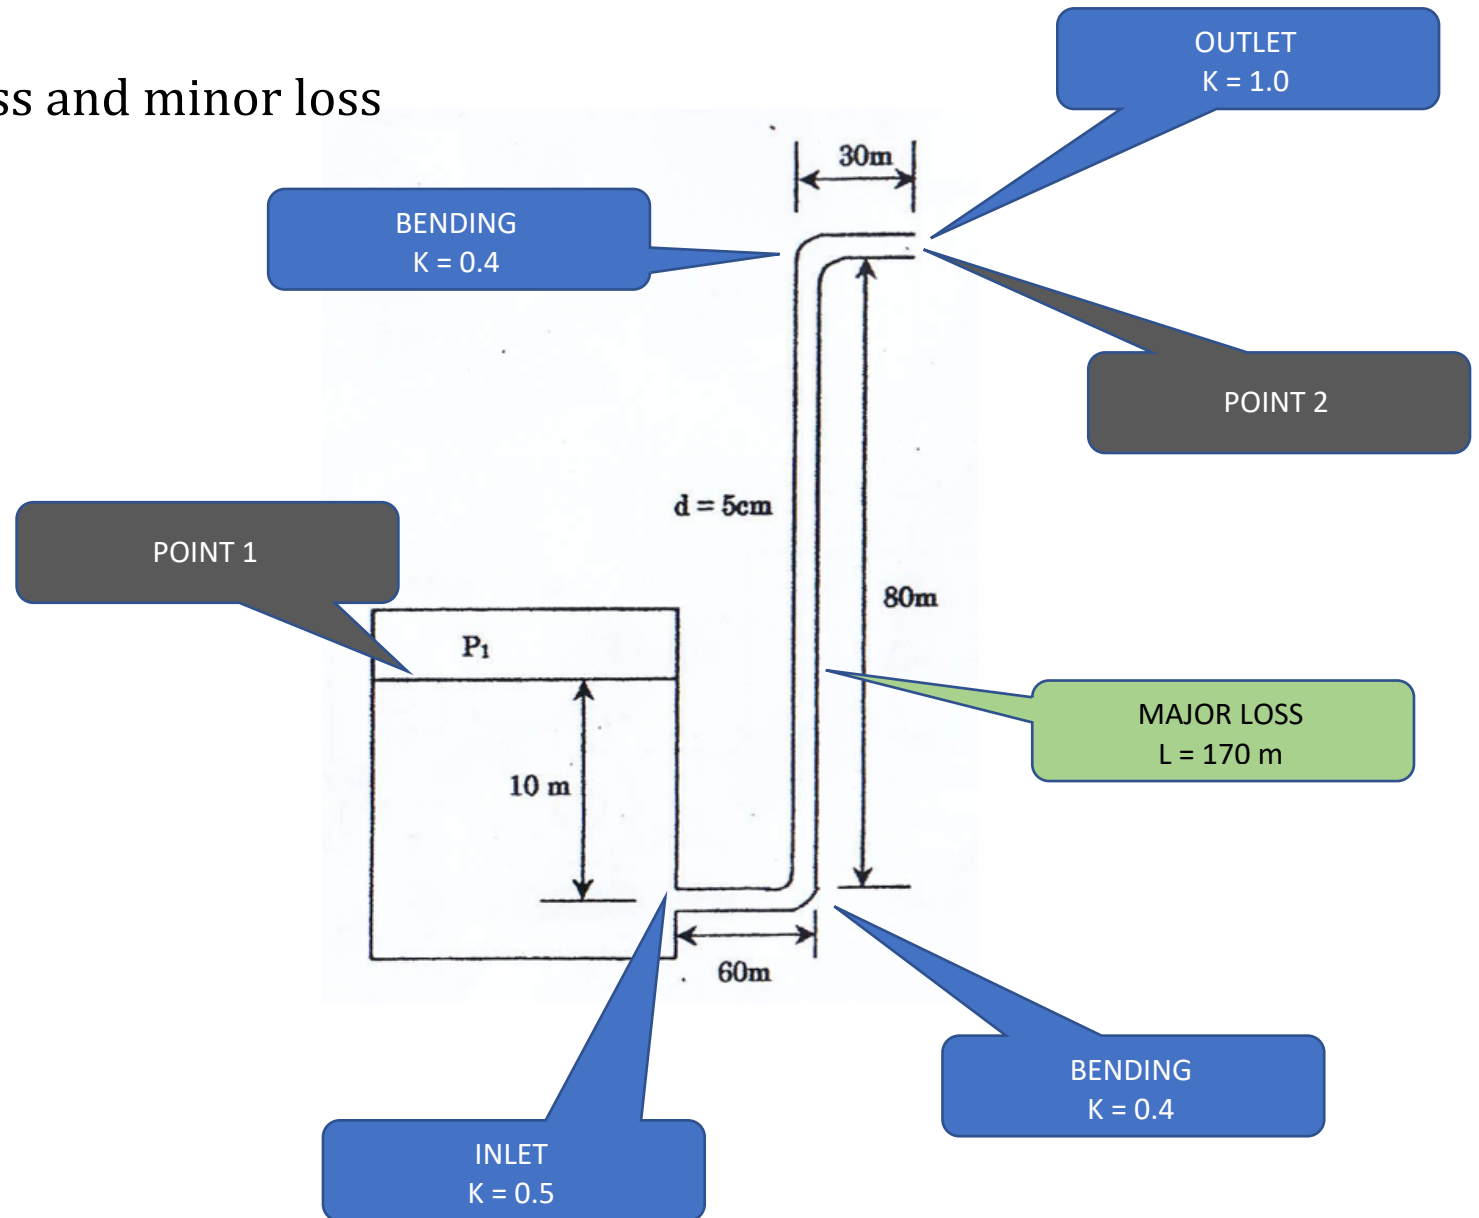 ss and minor loss
OUTLET
K = 1.0
30m
BENDING
K = 0.4
POINT 2
d = 5cm
POINT 1
80m
P₁
MAJOR LOSS
L = 170 m
10 m
60m
BENDING
K = 0.4
INLET
K = 0.5